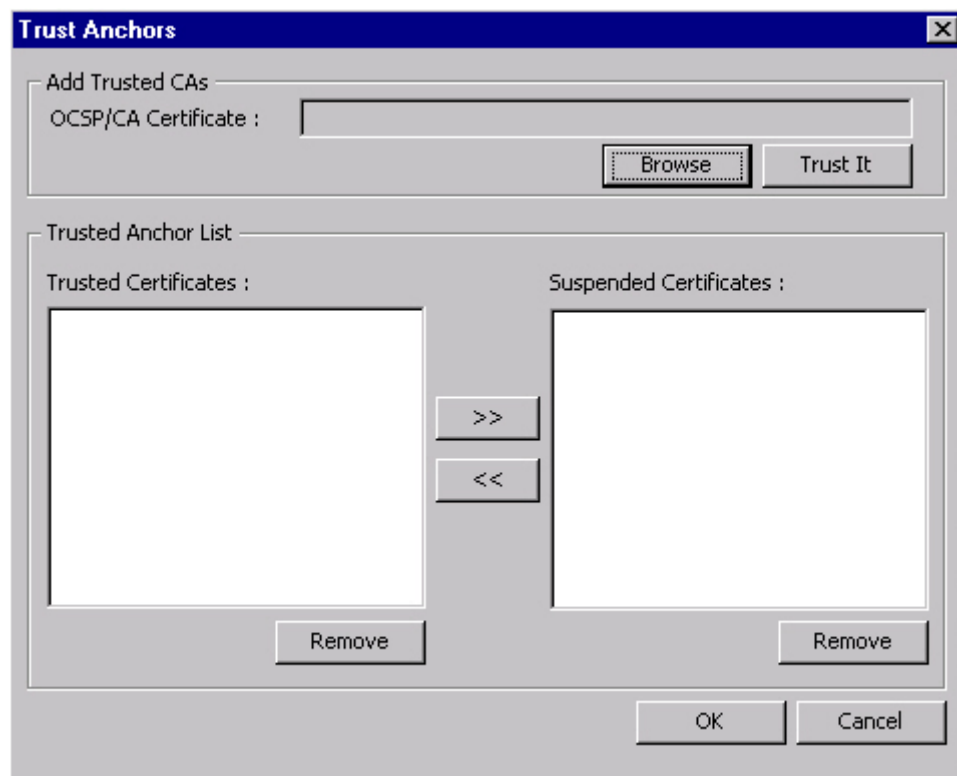 Trust Anchors
Add Trusted CAs
OCSP/CA Certificate :
Browse
Trust It
Trusted Anchor List
Trusted Certificates :
Suspended Certificates :
>>
<<
Remove
Remove
OK
Cancel